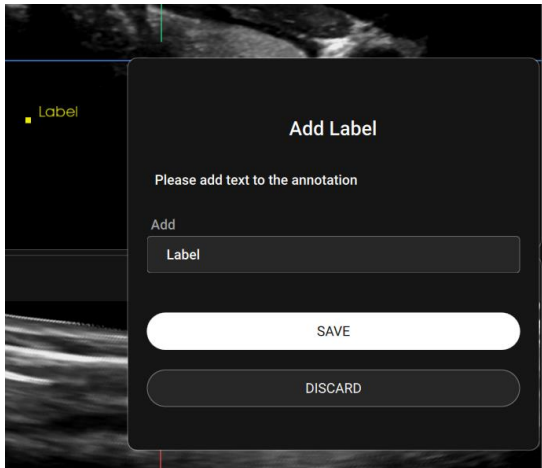 Label
Add Label
Please add text to the annotation
Add
Label
SAVE
DISCARD